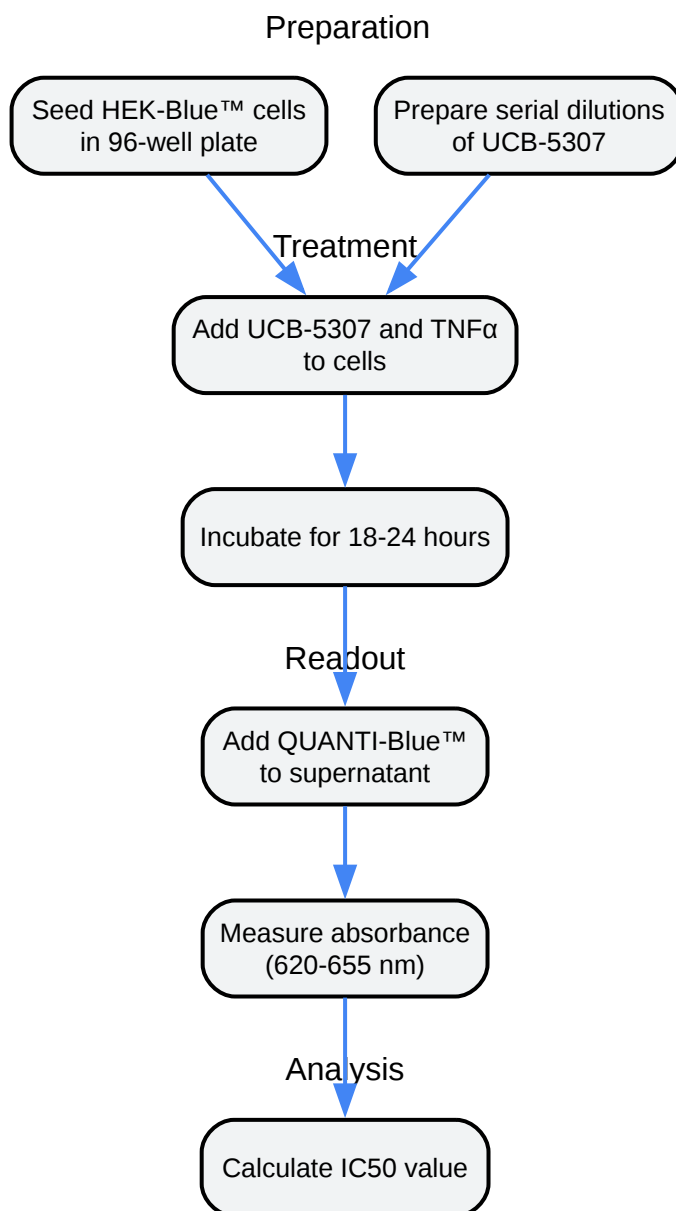 Preparation
Seed HEK-Blue™ cells
in 96-well plate
Prepare serial dilutions
of UCB-5307
Treatment
Add UCB-5307 and TNFα
to cells
Incubate for 18-24 hours
Readout
Add QUANTI-Blue™
to supernatant
Measure absorbance
(620-655 nm)
Analysis
Calculate IC50 value